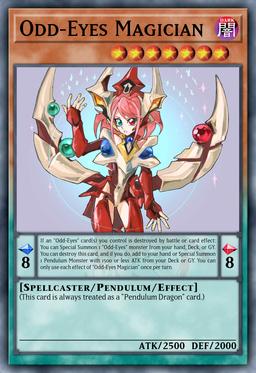 ODD-EYES MAGICIAN
DARK
闇
If an "Odd-Eyes" card(s) you control is destroyed by battle or card effect:
You can Special Summon 1 "Odd-Eyes" monster from your hand, Deck, or GY.
You can destroy this card, and if you do, add to your hand or Special Summon
1 Pendulum Monster with 1500 or less ATK from your Deck or GY. You can
only use each effect of "Odd-Eyes Magician" once per turn.
8
8
[SPELLCASTER/PENDULUM/EFFECT]
(This card is always treated as a "Pendulum Dragon" card.)
ATK/2500 DEF/2000